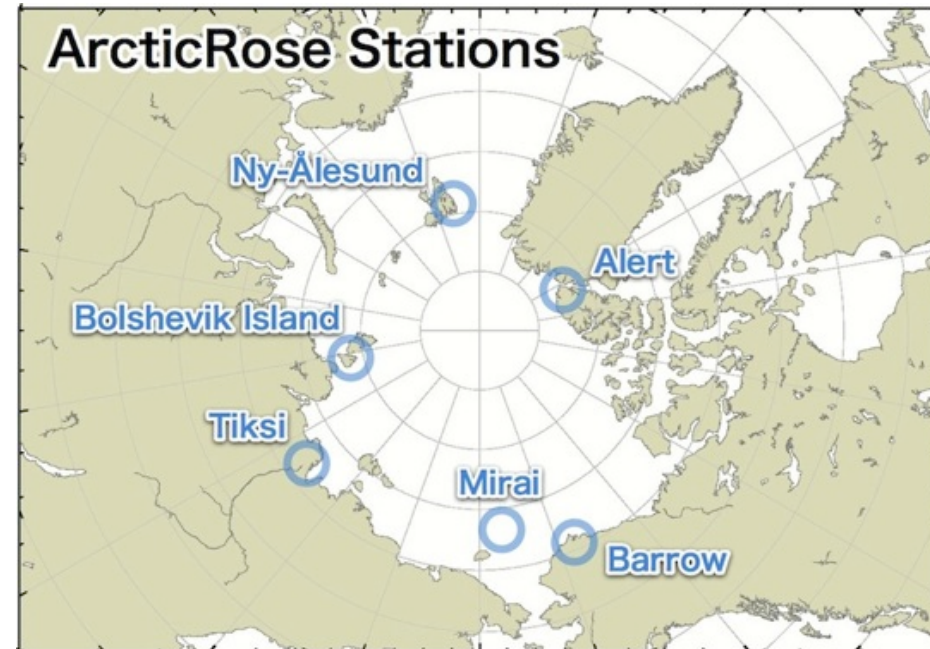 ArcticRose Stations
Ny-Ålesund
Alert
Bolshevik Island
Tiksi
Mirai
Barrow